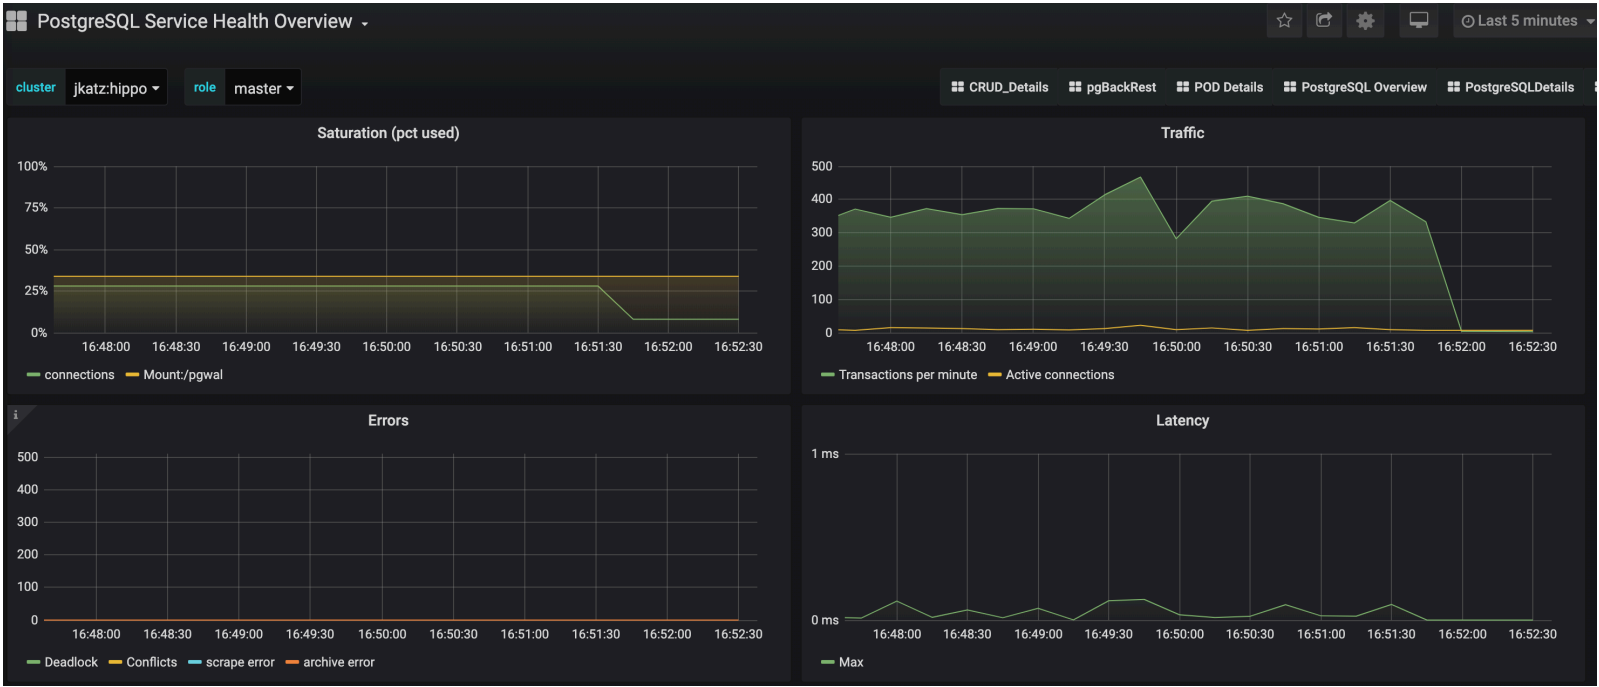 PostgreSQL Service Health Overview
Last 5 minutes
cluster jkatz:hippo role master
CRUD_Details pgBackRest POD Details PostgreSQL Overview PostgreSQLDetails
Saturation (pct used)
100%
75%
50%
25%
0%
16:48:00 16:48:30 16:49:00 16:49:30 16:50:00 16:50:30 16:51:00 16:51:30 16:52:00 16:52:30
connections Mount:/pgwal
Traffic
500
400
300
200
100
0
16:48:00 16:48:30 16:49:00 16:49:30 16:50:00 16:50:30 16:51:00 16:51:30 16:52:00 16:52:30
Transactions per minute Active connections
i
Errors
500
400
300
200
100
0
16:48:00 16:48:30 16:49:00 16:49:30 16:50:00 16:50:30 16:51:00 16:51:30 16:52:00 16:52:30
Deadlock Conflicts scrape error archive error
Latency
1 ms
0 ms
16:48:00 16:48:30 16:49:00 16:49:30 16:50:00 16:50:30 16:51:00 16:51:30 16:52:00 16:52:30
Max